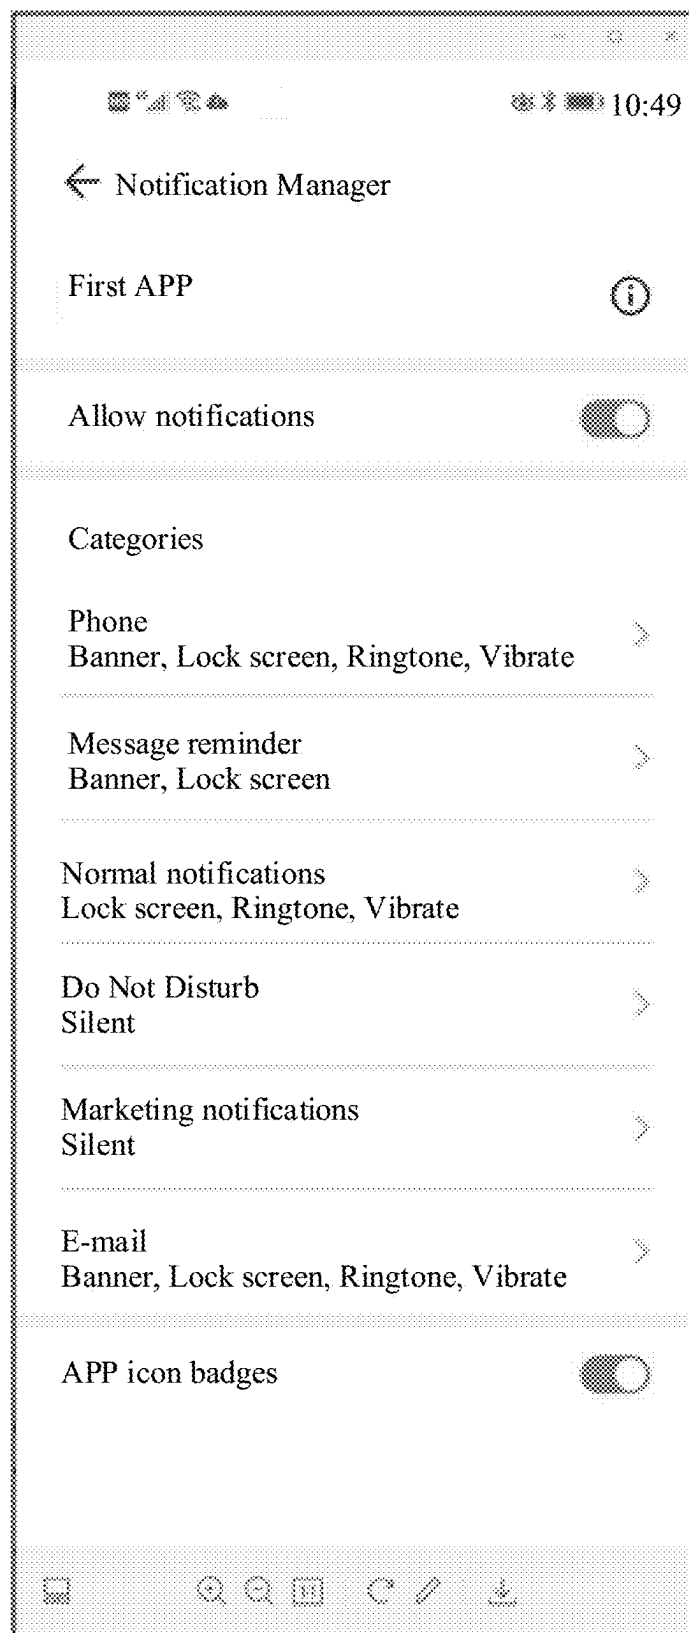 10:49
Notification Manager
First APP
Allow notifications
Categories
Phone
Banner, Lock screen, Ringtone, Vibrate
Message reminder
Banner, Lock screen
Normal notifications
Lock screen, Ringtone, Vibrate
Do Not Disturb
Silent
Marketing notifications
Silent
E-mail
Banner, Lock screen, Ringtone, Vibrate
APP icon badges